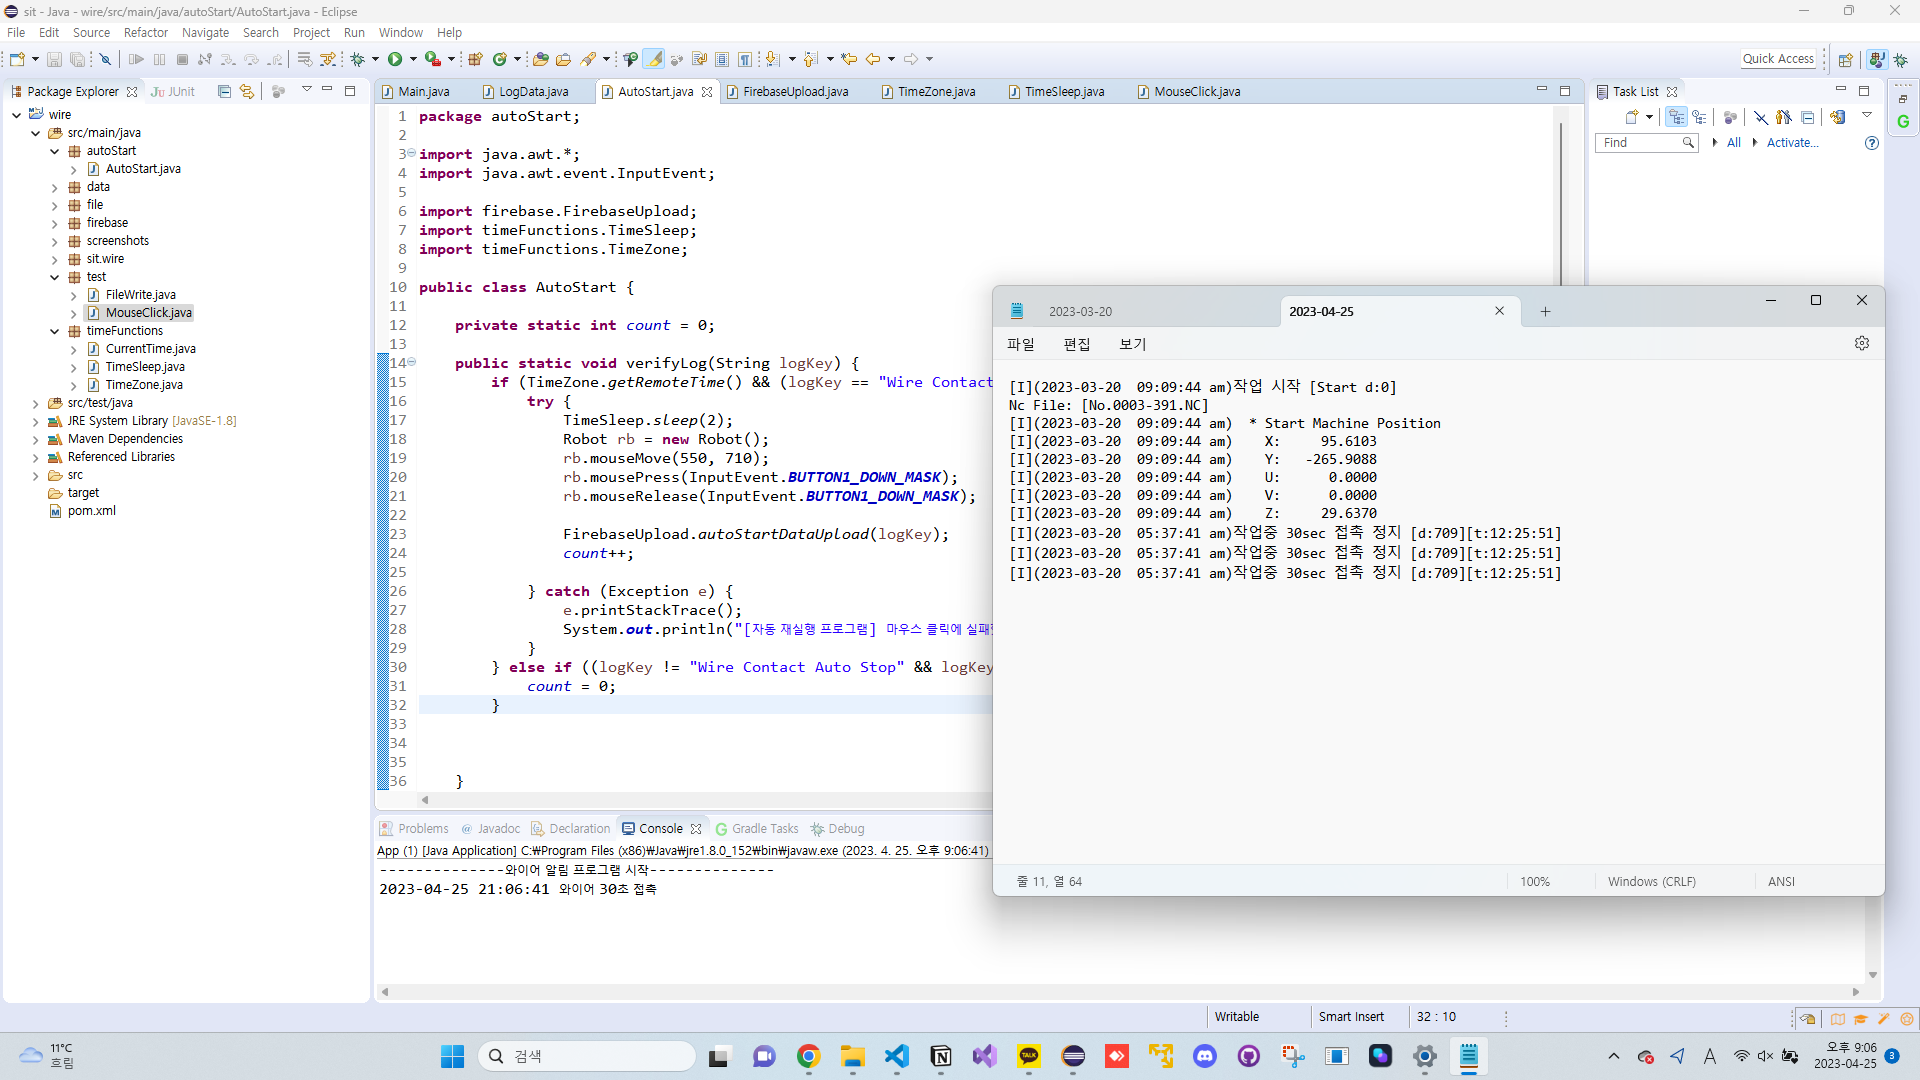 sit - Java - wire/src/main/java/autoStart/AutoStart.java - Eclipse
File Edit Source Refactor Navigate Search Project Run Window Help
Quick Access
Package Explorer
JUnit
wire
src/main/java
autoStart
AutoStart.java
data
file
firebase
screenshots
sit.wire
test
FileWrite.java
MouseClick.java
timeFunctions
CurrentTime.java
TimeSleep.java
TimeZone.java
src/test/java
JRE System Library [JavaSE-1.8]
Maven Dependencies
Referenced Libraries
src
target
pom.xml
Main.java LogData.java AutoStart.java FirebaseUpload.java TimeZone.java TimeSleep.java MouseClick.java
1 package autoStart;
2
3 import java.awt.*;
4 import java.awt.event.InputEvent;
5
6 import firebase.FirebaseUpload;
7 import timeFunctions.TimeSleep;
8 import timeFunctions.TimeZone;
9
10 public class AutoStart {
11
12     private static int count = 0;
13
14     public static void verifyLog(String logKey) {
15         if (TimeZone.getRemoteTime() && (logKey == "Wire Contact
16             try {
17                 TimeSleep.sleep(2);
18                 Robot rb = new Robot();
19                 rb.mouseMove(550, 710);
20                 rb.mousePress(InputEvent.BUTTON1_DOWN_MASK);
21                 rb.mouseRelease(InputEvent.BUTTON1_DOWN_MASK);
22
23                 FirebaseUpload.autoStartDataUpload(logKey);
24                 count++;
25
26             } catch (Exception e) {
27                 e.printStackTrace();
28                 System.out.println("[자동 재실행 프로그램] 마우스 클릭에
29             }
30         } else if ((logKey != "Wire Contact Auto Stop" && logKey
31             count = 0;
32         }
33
34
35
36     }
Task List
Find
All
Activate...
2023-03-20
2023-04-25
파일 편집 보기
[I](2023-03-20  09:09:44 am)작업 시작 [Start d:0]
Nc File: [No.0003-391.NC]
[I](2023-03-20  09:09:44 am)  * Start Machine Position
[I](2023-03-20  09:09:44 am)    X:     95.6103
[I](2023-03-20  09:09:44 am)    Y:   -265.9088
[I](2023-03-20  09:09:44 am)    U:      0.0000
[I](2023-03-20  09:09:44 am)    V:      0.0000
[I](2023-03-20  09:09:44 am)    Z:     29.6370
[I](2023-03-20  05:37:41 am)작업중 30sec 접촉 정지 [d:709][t:12:25:51]
[I](2023-03-20  05:37:41 am)작업중 30sec 접촉 정지 [d:709][t:12:25:51]
[I](2023-03-20  05:37:41 am)작업중 30sec 접촉 정지 [d:709][t:12:25:51]
줄 11, 열 64
100%
Windows (CRLF)
ANSI
Problems Javadoc Declaration Console Gradle Tasks Debug
App (1) [Java Application] C:₩Program Files (x86)₩Java₩jre1.8.0_152₩bin₩javaw.exe (2023. 4. 25. 오후 9:06:41)
--------------와이어 알림 프로그램 시작--------------
2023-04-25 21:06:41 와이어 30초 접촉
Writable
Smart Insert
32 : 10
11°C
흐림
검색
TALK
A
오후 9:06
2023-04-25
3